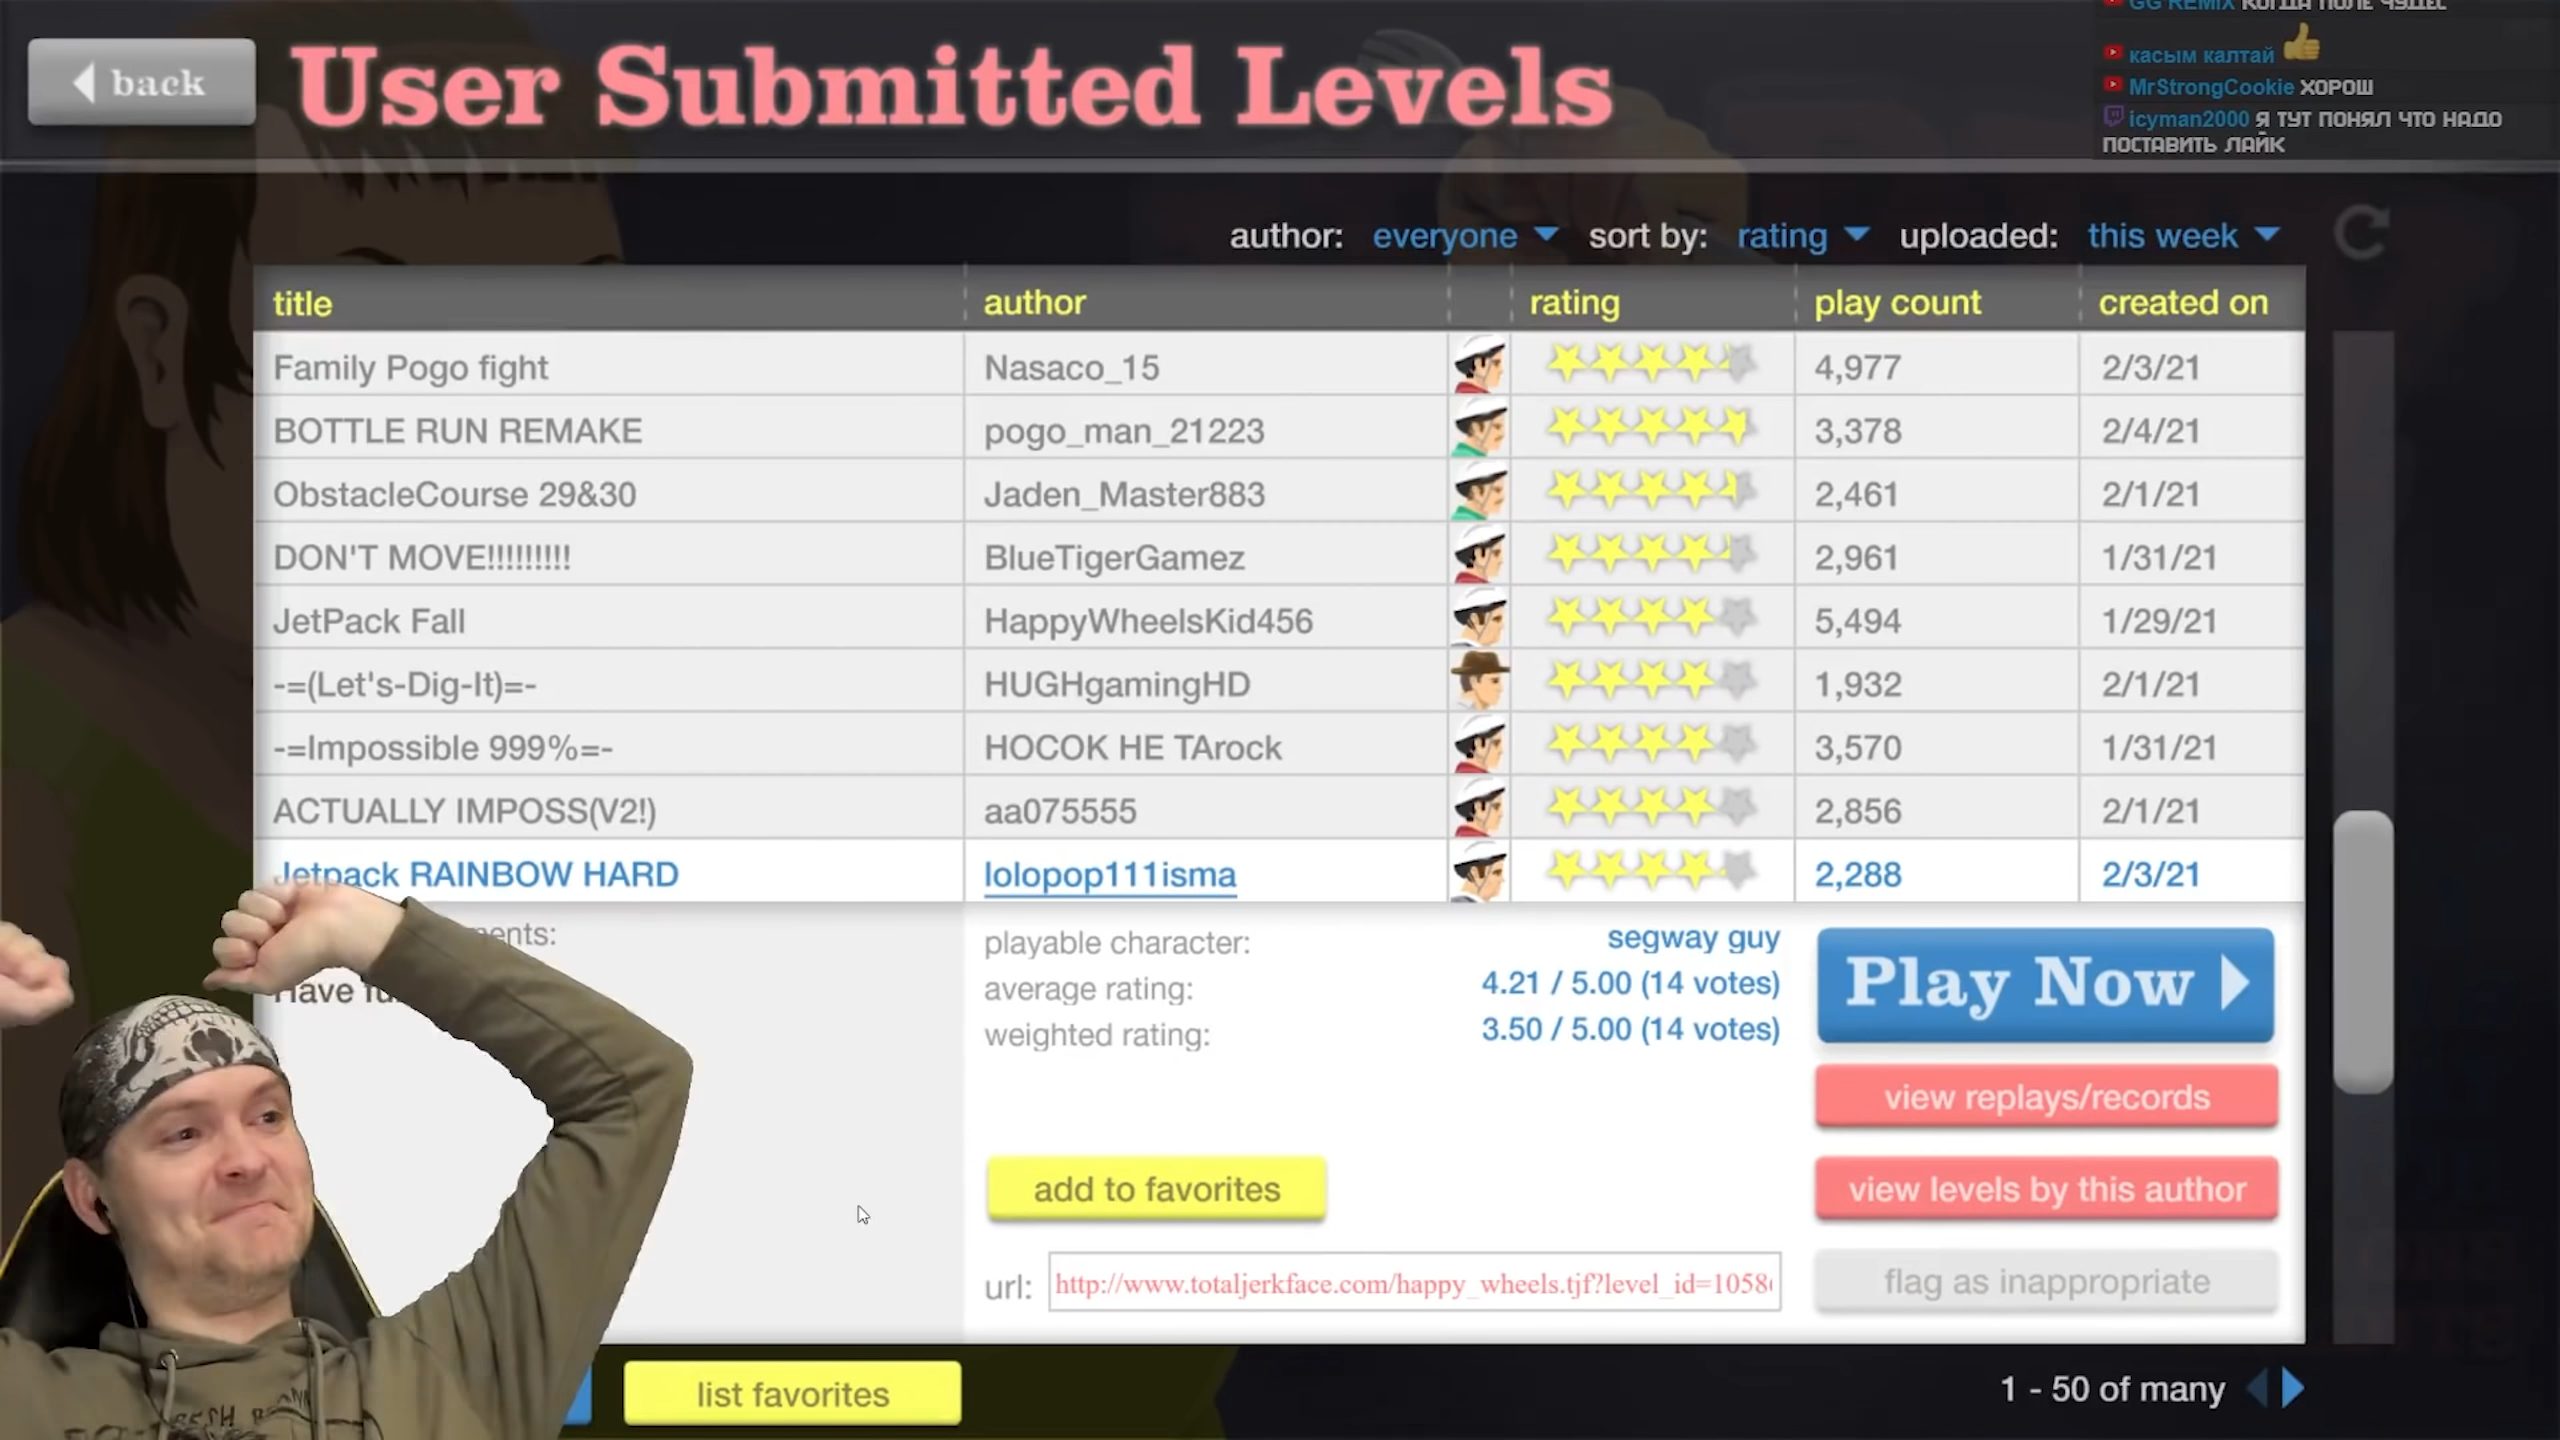 GG REMIX КОГДА ПОЛЕ ЧУДЕС
касым калтай
MrStrongCookie ХОРОШ
icyman2000 Я ТУТ ПОНЯЛ ЧТО НАДО
ПОСТАВИТЬ ЛАЙК
back
User Submitted Levels
author: everyone sort by: rating uploaded: this week
title author rating play count created on
Family Pogo fight Nasaco_15 4,977 2/3/21
BOTTLE RUN REMAKE pogo_man_21223 3,378 2/4/21
ObstacleCourse 29&30 Jaden_Master883 2,461 2/1/21
DON'T MOVE!!!!!!!!! BlueTigerGamez 2,961 1/31/21
JetPack Fall HappyWheelsKid456 5,494 1/29/21
-=(Let's-Dig-It)=- HUGHgamingHD 1,932 2/1/21
-=Impossible 999%=- HOCOK HE TArock 3,570 1/31/21
ACTUALLY IMPOSS(V2!) aa075555 2,856 2/1/21
Jetpack RAINBOW HARD lolopop111isma 2,288 2/3/21
ents:
Have
playable character: segway guy
average rating: 4.21 / 5.00 (14 votes)
weighted rating: 3.50 / 5.00 (14 votes)
Play Now
view replays/records
add to favorites
view levels by this author
url: http://www.totaljerkface.com/happy_wheels.tjf?level_id=1058
flag as inappropriate
list favorites
1 - 50 of many